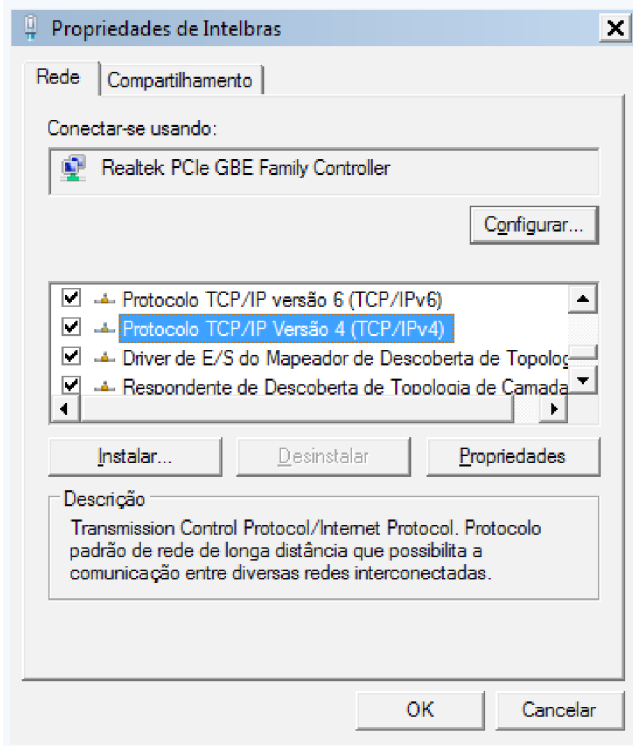 Propriedades de Intelbras
Rede
Compartilhamento
Conectar-se usando:
Realtek PCIe GBE Family Controller
Configurar...
Protocolo TCP/IP versão 6 (TCP/IPv6)
Protocolo TCP/IP Versão 4 (TCP/IPv4)
Driver de E/S do Mapeador de Descoberta de Topolog
Respondente de Descoberta de Topologia de Camada
Instalar...
Desinstalar
Propriedades
Descrição
Transmission Control Protocol/Internet Protocol. Protocolo
padrão de rede de longa distância que possibilita a
comunicação entre diversas redes interconectadas.
OK
Cancelar